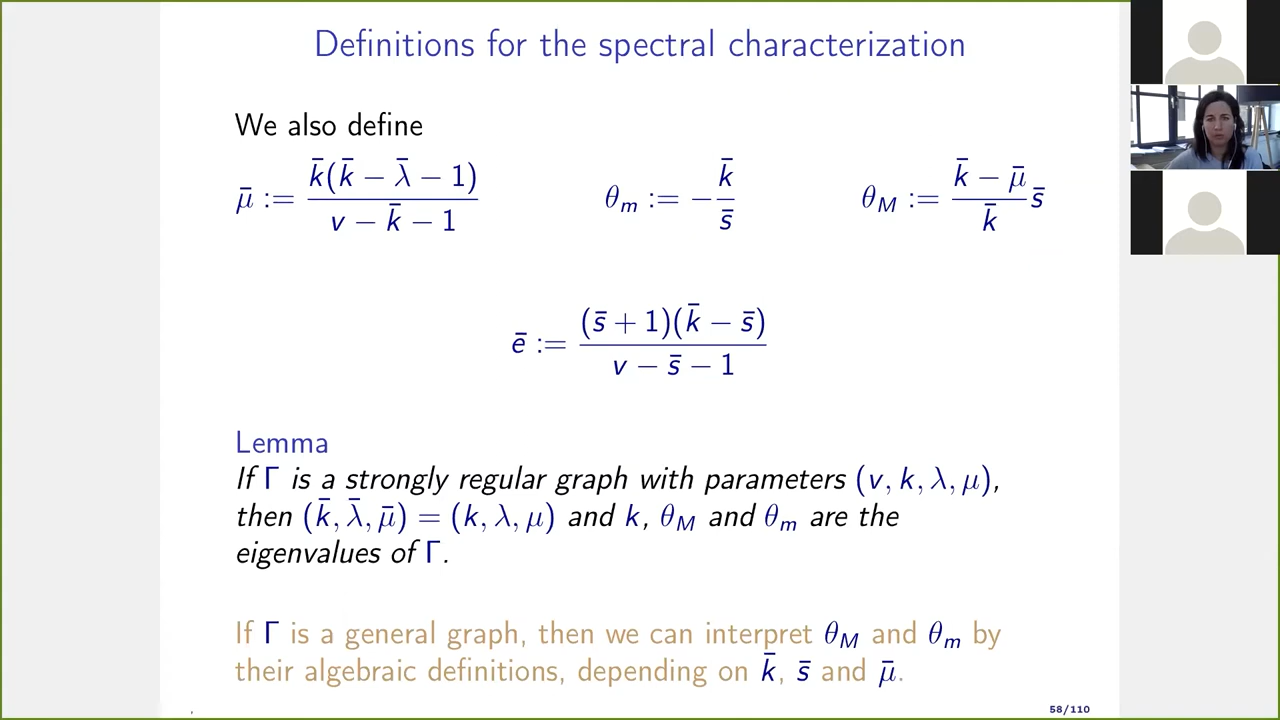 Definitions for the spectral characterization
We also define
μ̄ := k̄(k̄ − λ̄ − 1) / (v − k̄ − 1)    θ_m := − k̄ / s̄    θ_M := (k̄ − μ̄) / k̄ s̄
ē := (s̄ + 1)(k̄ − s̄) / (v − s̄ − 1)
Lemma
If Γ is a strongly regular graph with parameters (v, k, λ, μ),
then (k̄, λ̄, μ̄) = (k, λ, μ) and k, θ_M and θ_m are the
eigenvalues of Γ.
If Γ is a general graph, then we can interpret θ_M and θ_m by
their algebraic definitions, depending on k̄, s̄ and μ̄.
58/110